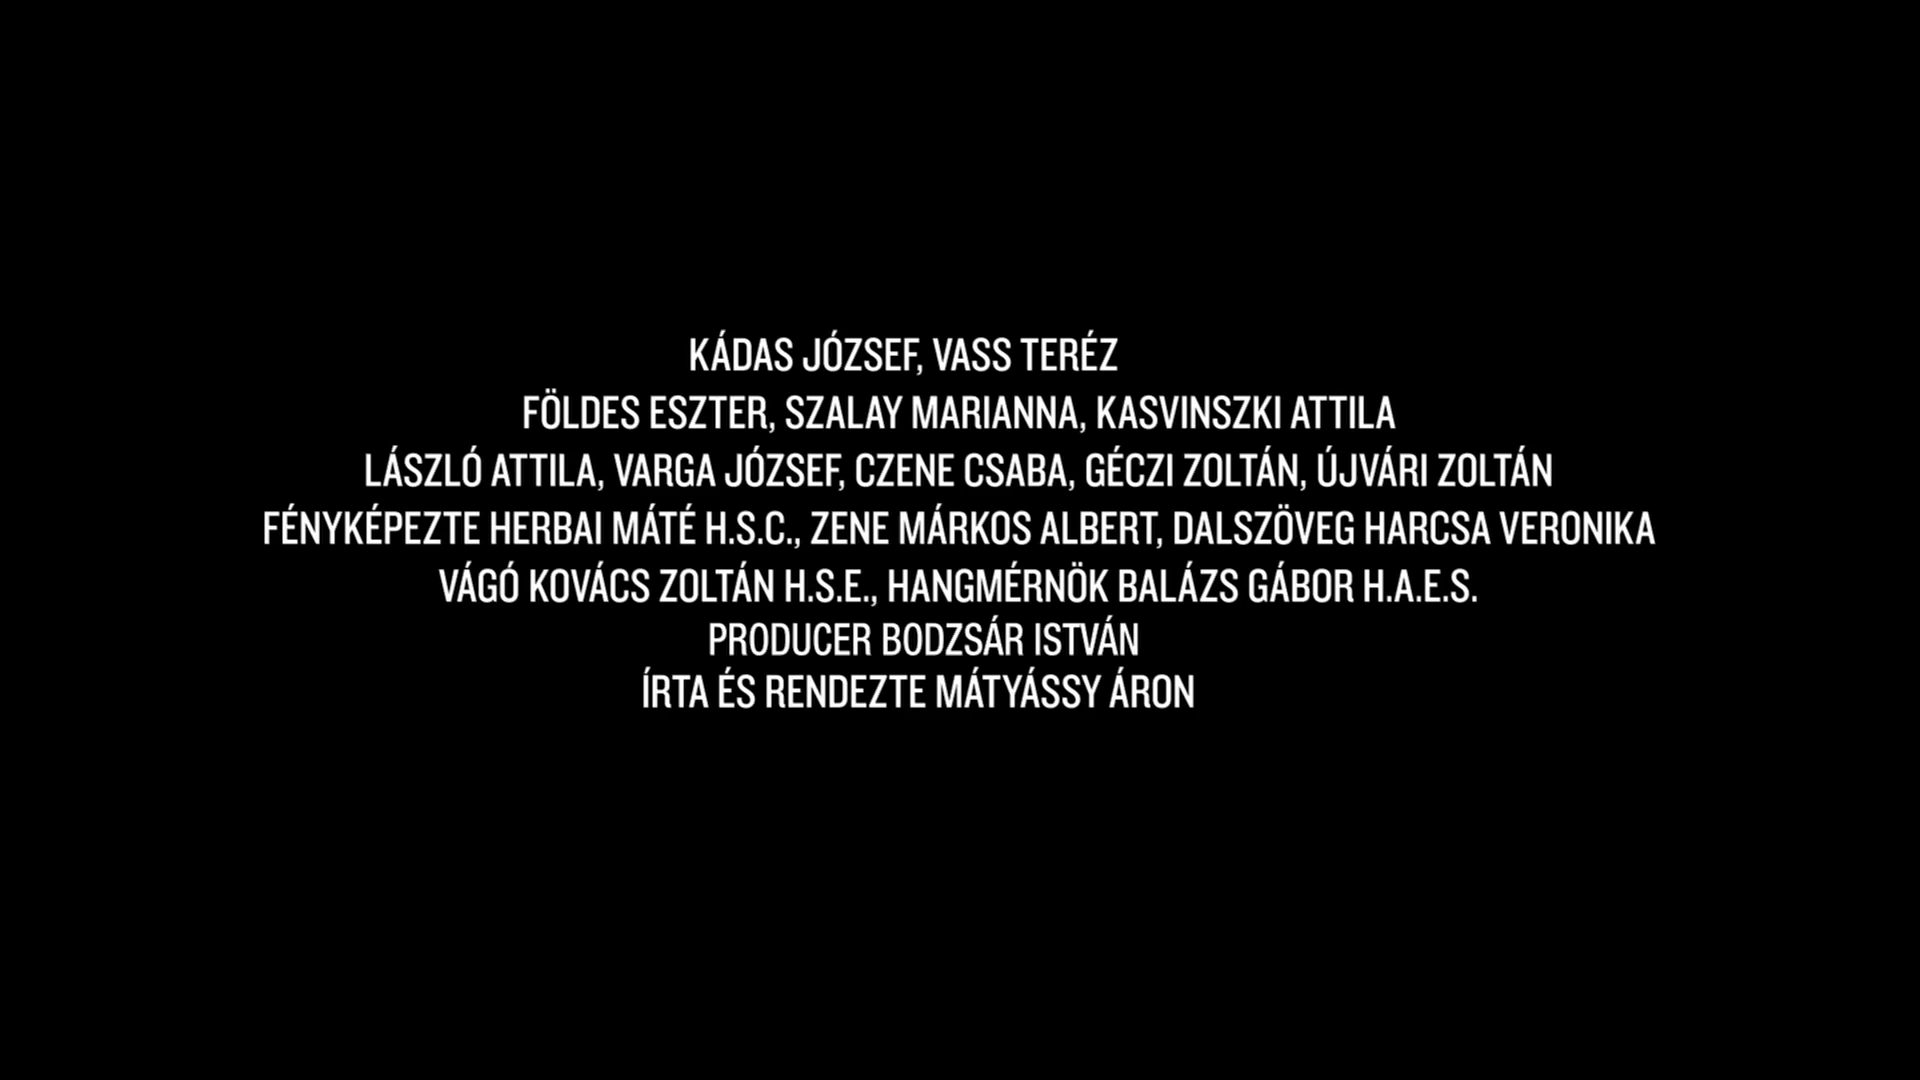 KÁDAS JÓZSEF, VASS TERÉZ
FÖLDES ESZTER, SZALAY MARIANNA, KASVINSZKI ATTILA
LÁSZLÓ ATTILA, VARGA JÓZSEF, CZENE CSABA, GÉCZI ZOLTÁN, ÚJVÁRI ZOLTÁN
FÉNYKÉPEZTE HERBAI MÁTÉ H.S.C., ZENE MÁRKOS ALBERT, DALSZÖVEG HARCSA VERONIKA
VÁGÓ KOVÁCS ZOLTÁN H.S.E., HANGMÉRNÖK BALÁZS GÁBOR H.A.E.S.
PRODUCER BODZSÁR ISTVÁN
ÍRTA ÉS RENDEZTE MÁTYÁSSY ÁRON